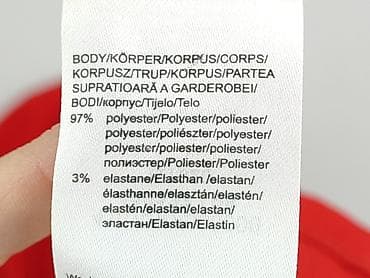 BODY/KÖRPER/KORPUS/CORPS/
KORPUSZ/TRUP/KORPUS/PARTEA
SUPRATIOARĂ A GARDEROBEI/
BODI/корпус/Tijelo/Telo
97% polyester/Polyester/poliester/
polyester/poliészter/polyester/
polyester/poliester/poliester/
полиэстер/Poliester/Poliester
3% elastane/Elasthan/elastan/
élasthanne/elasztán/elastén/
elastén/elastan/elastan/
эластан/Elastan/Elastin